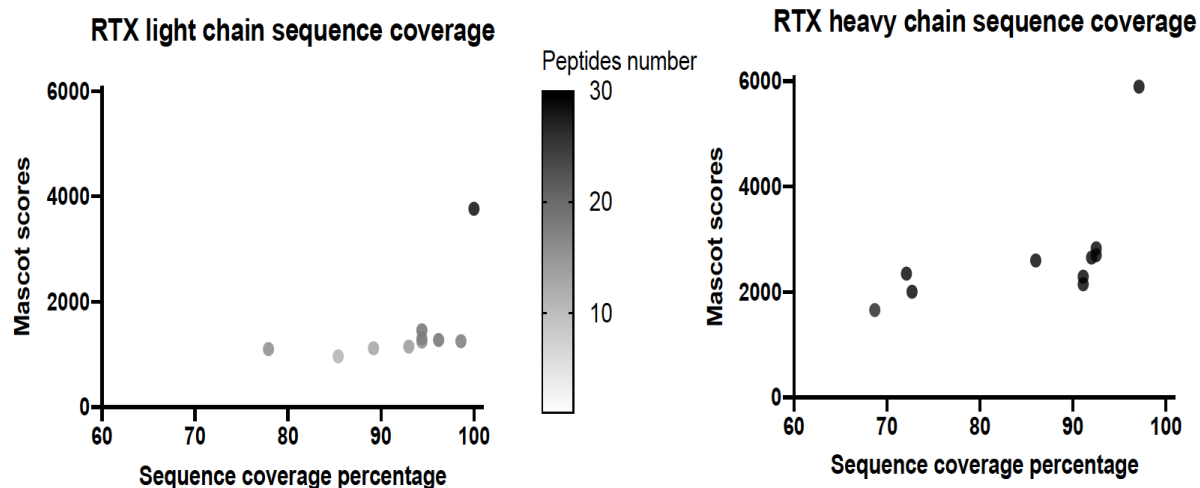 RTX light chain sequence coverage
Mascot scores
6000
4000
2000
0
60 70 80 90 100
Sequence coverage percentage
Peptides number
30
20
10
RTX heavy chain sequence coverage
Mascot scores
6000
4000
2000
0
60 70 80 90 100
Sequence coverage percentage